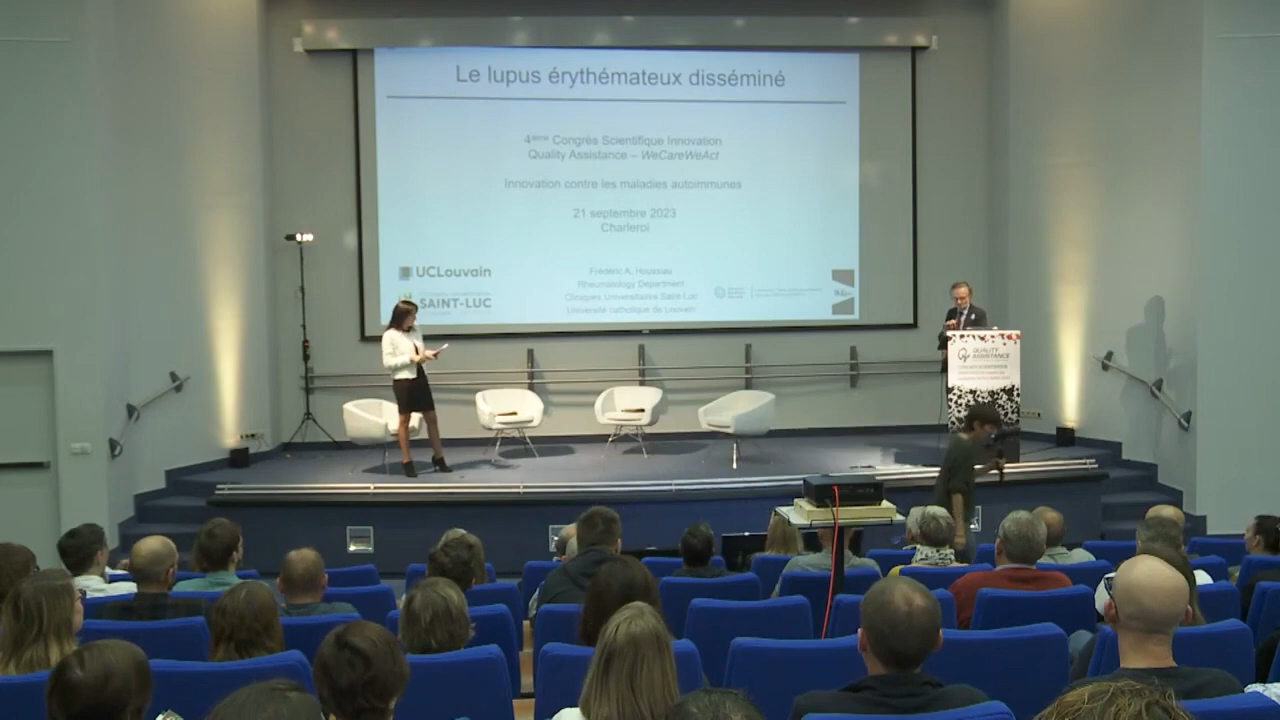 Le lupus érythémateux disséminé
4ème Congrès Scientifique Innovation
Quality Assistance – WeCareWeAct
Innovation contre les maladies autoimmunes
21 septembre 2023
Charleroi
UCLouvain
SAINT-LUC
Frédéric A. Houssiau
Rheumatology Department
Cliniques Universitaires Saint-Luc
Université catholique de Louvain
QUALITY
ASSISTANCE